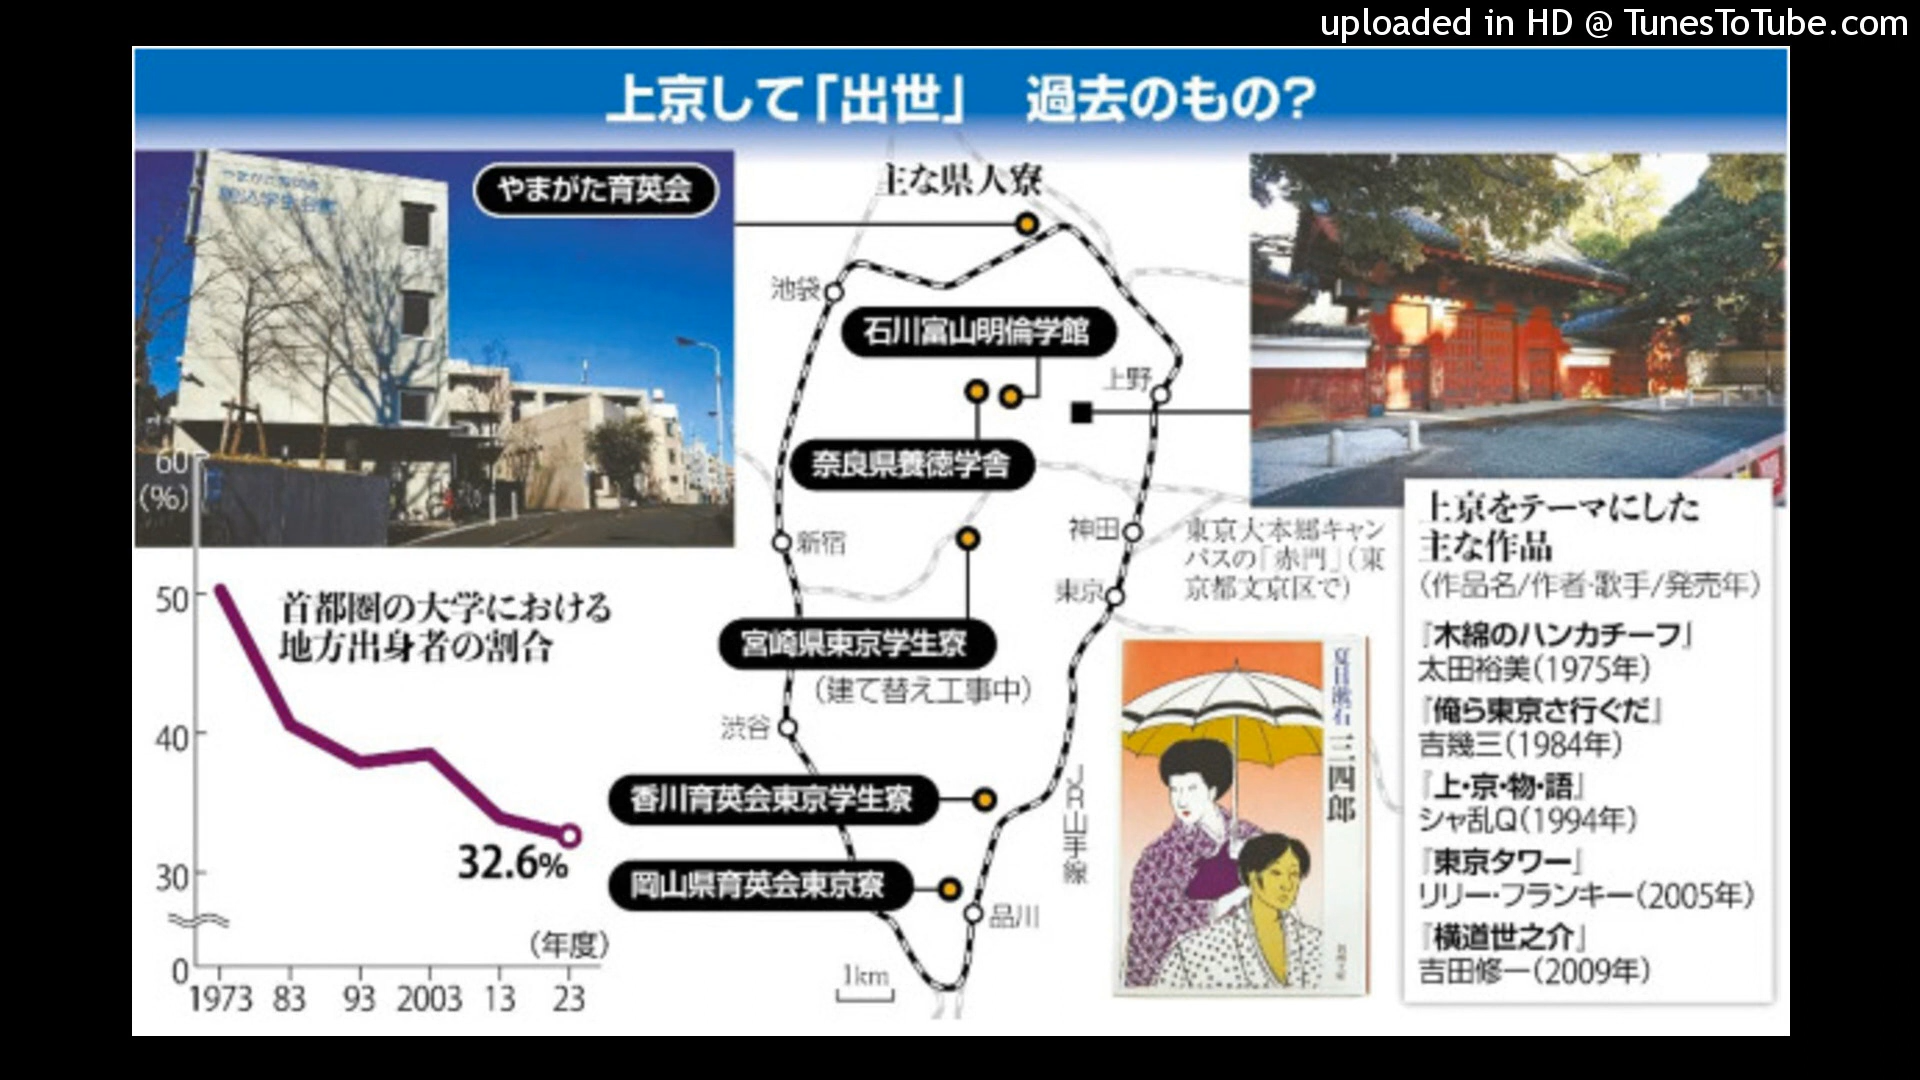 uploaded in HD @ TunesToTube.com
上京して「出世」 過去のもの?
やまがた育英会
主な県人寮
池袋
石川富山明倫学館
上野
奈良県養徳学舎
新宿
神田
東京
宮崎県東京学生寮
(建て替え工事中)
渋谷
香川育英会東京学生寮
岡山県育英会東京寮
品川
JR山手線
1km
東京大本郷キャン
パスの「赤門」(東
京都文京区で)
首都圏の大学における
地方出身者の割合
60
(%)
50
40
30
0
32.6%
(年度)
1973 83 93 2003 13 23
夏目漱石 三四郎
上京をテーマにした
主な作品
(作品名/作者・歌手/発売年)
『木綿のハンカチーフ』
太田裕美(1975年)
『俺ら東京さ行ぐだ』
吉幾三(1984年)
『上・京・物・語』
シャ乱Q(1994年)
『東京タワー』
リリー・フランキー(2005年)
『横道世之介』
吉田修一(2009年)